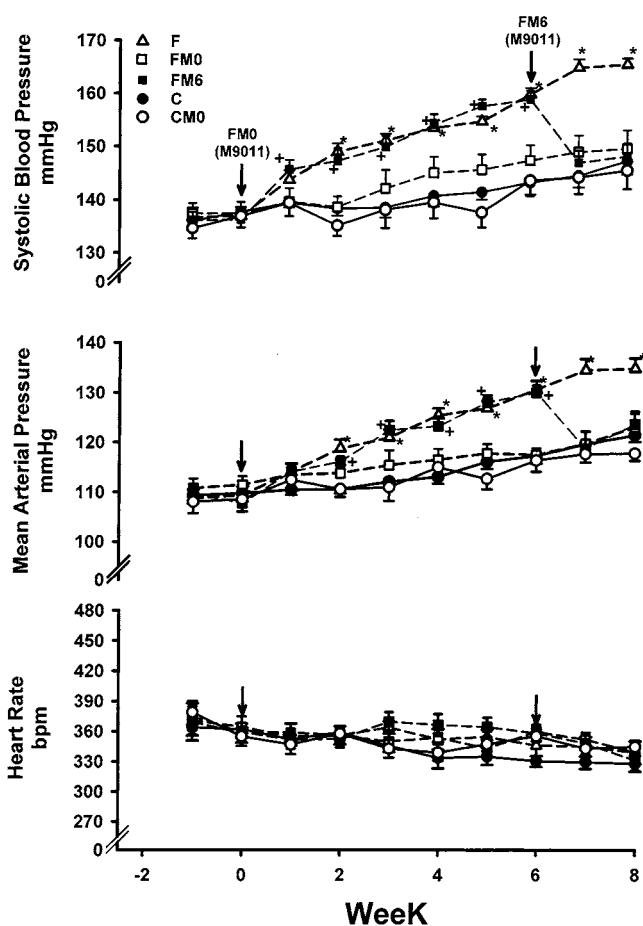 FM6
(M9011)
170
160
150
140
130
0
F
FM0
FM6
C
CM0
FM0
(M9011)
Systolic Blood Pressure
mmHg
+ * + * + * + * + * + * * *
140
130
120
110
100
0
Mean Arterial Pressure
mmHg
* + + * * + + * * + * *
480
450
420
390
360
330
300
270
0
Heart Rate
bpm
-2 0 2 4 6 8
WeeK